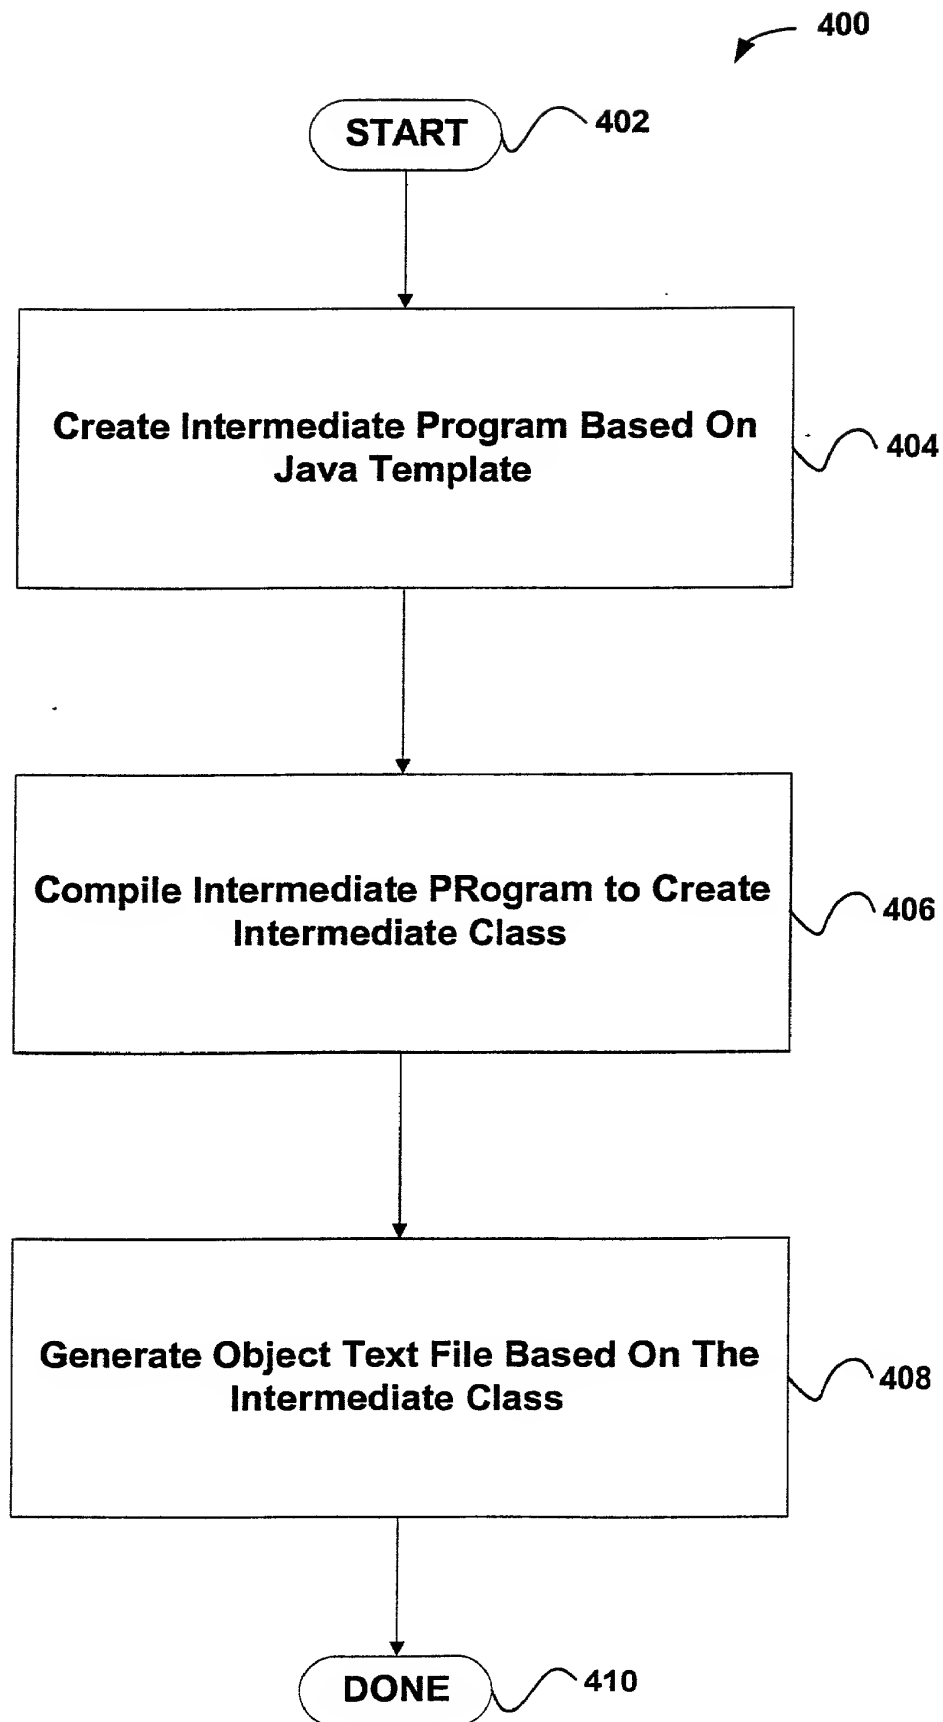 400
START
402
Create Intermediate Program Based On
Java Template
404
Compile Intermediate PRogram to Create
Intermediate Class
406
Generate Object Text File Based On The
Intermediate Class
408
DONE
410